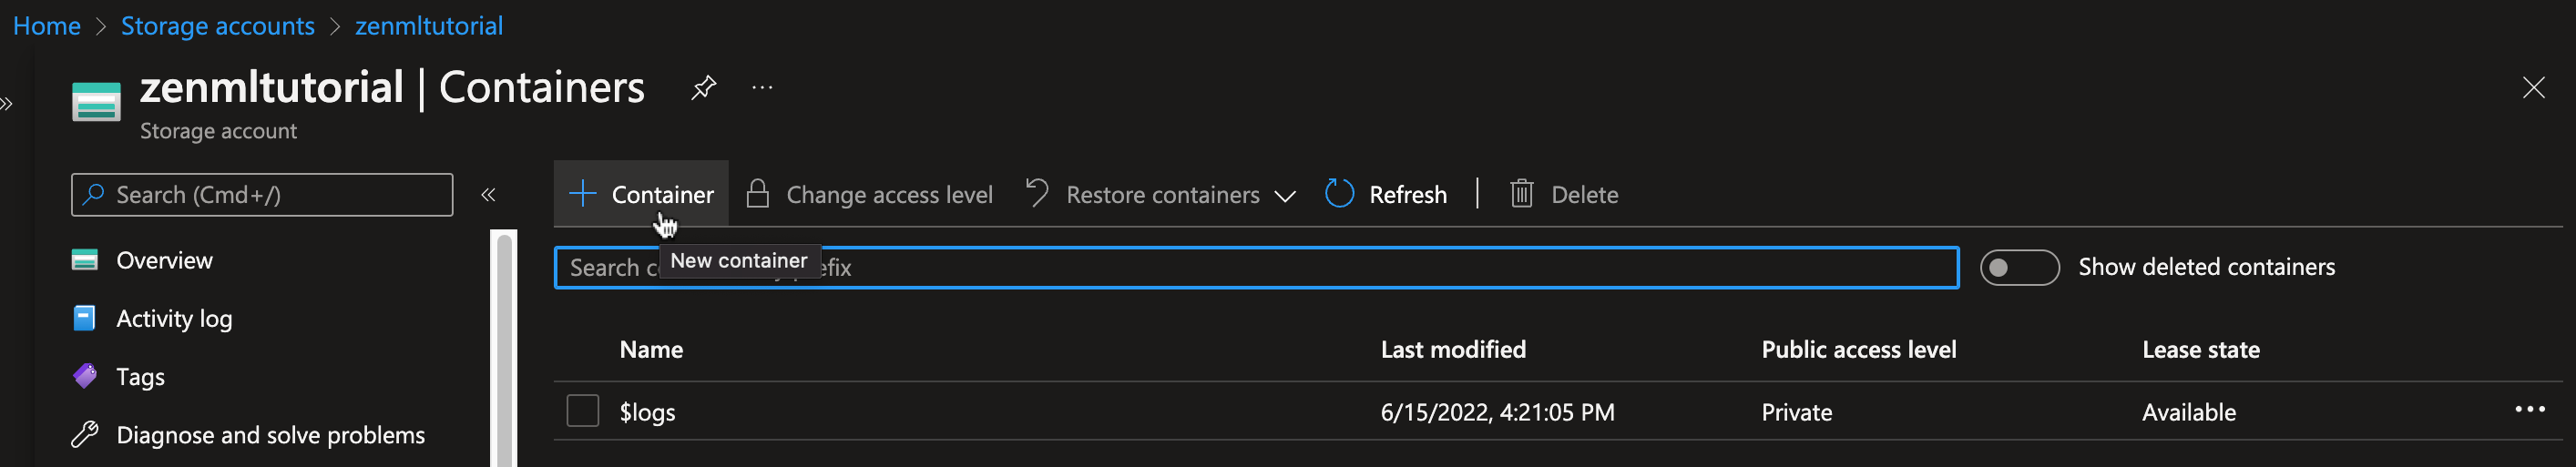 Home > Storage accounts > zenmltutorial
zenmltutorial | Containers
Storage account
Search (Cmd+/)
Container
Change access level
Restore containers
Refresh
Delete
New container
Search
Show deleted containers
Overview
Activity log
Tags
Diagnose and solve problems
Name Last modified Public access level Lease state
$logs 6/15/2022, 4:21:05 PM Private Available